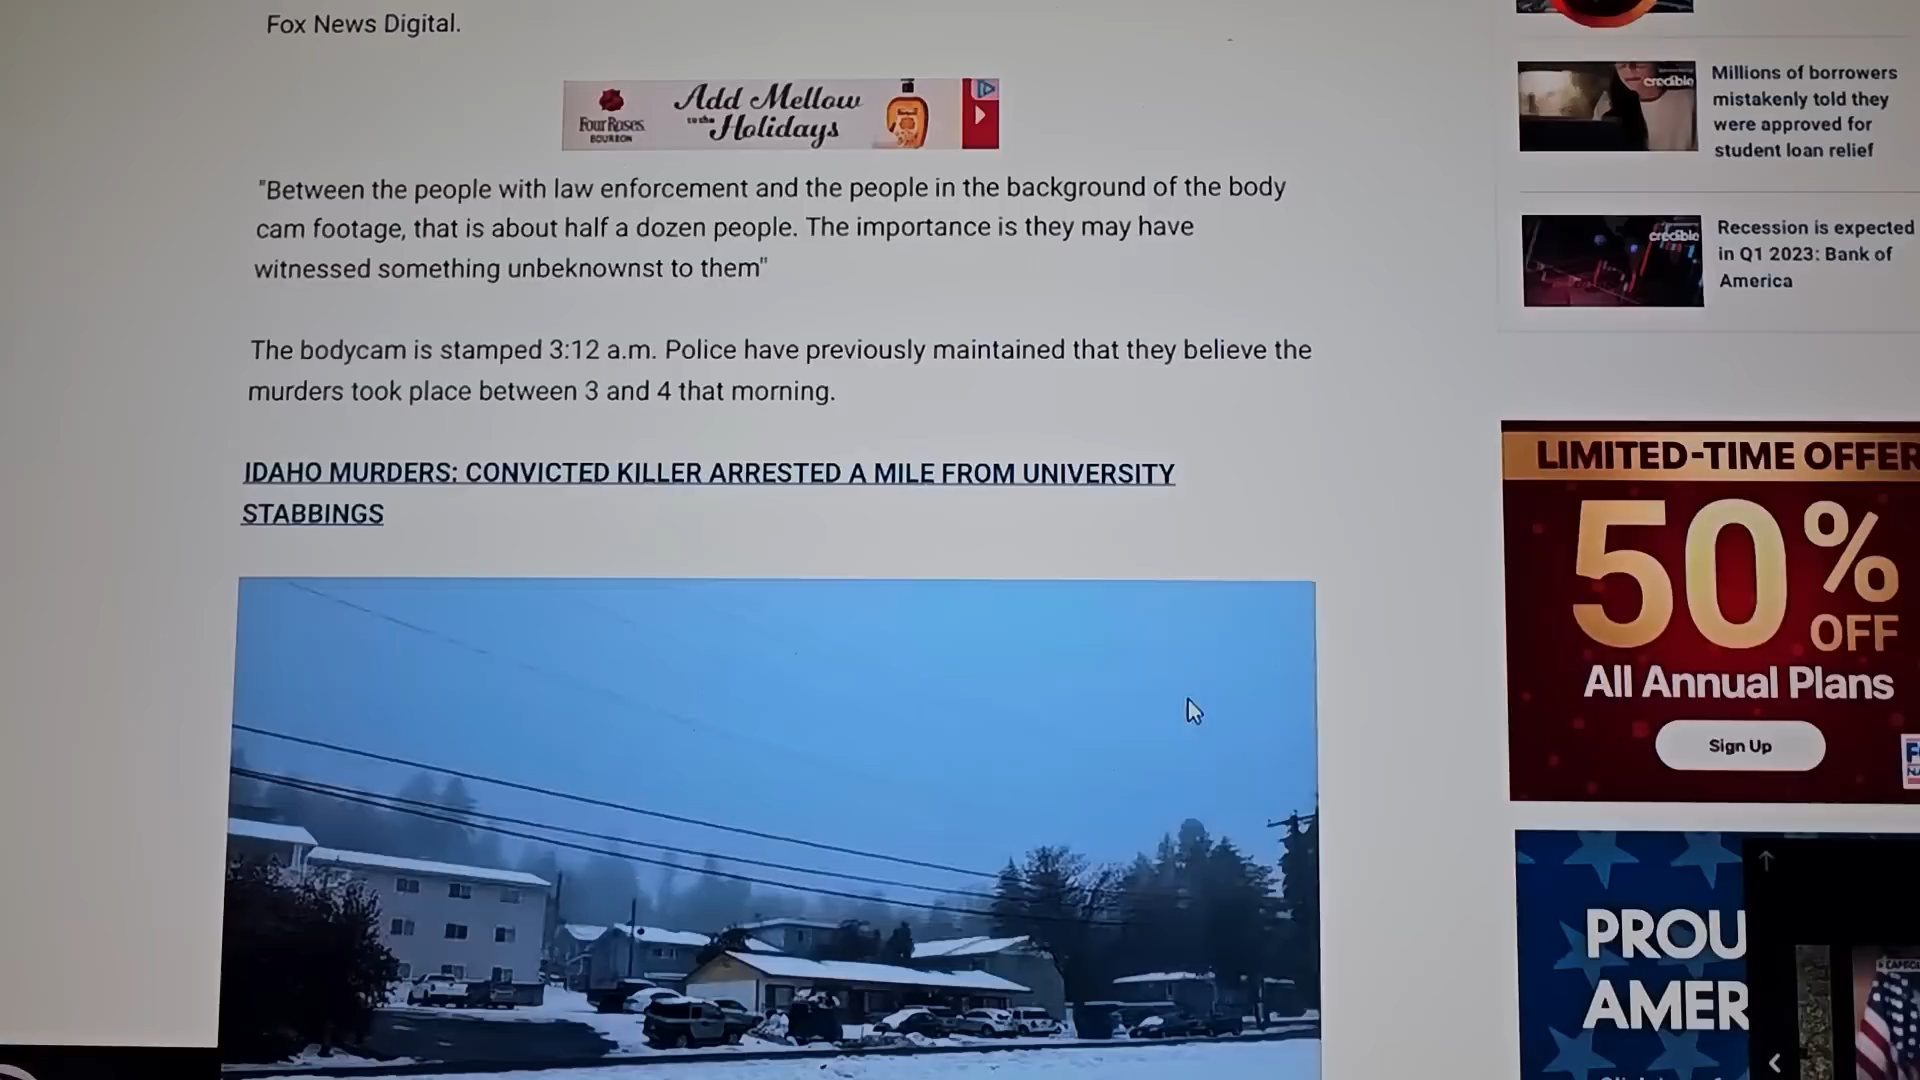 Fox News Digital.
Four Roses
BOURBON
Add Mellow
to the Holidays
"Between the people with law enforcement and the people in the background of the body
cam footage, that is about half a dozen people. The importance is they may have
witnessed something unbeknownst to them"
The bodycam is stamped 3:12 a.m. Police have previously maintained that they believe the
murders took place between 3 and 4 that morning.
IDAHO MURDERS: CONVICTED KILLER ARRESTED A MILE FROM UNIVERSITY
STABBINGS
credible
Millions of borrowers
mistakenly told they
were approved for
student loan relief
credible
Recession is expected
in Q1 2023: Bank of
America
LIMITED-TIME OFFER
50%
OFF
All Annual Plans
Sign Up
PROU
AMER